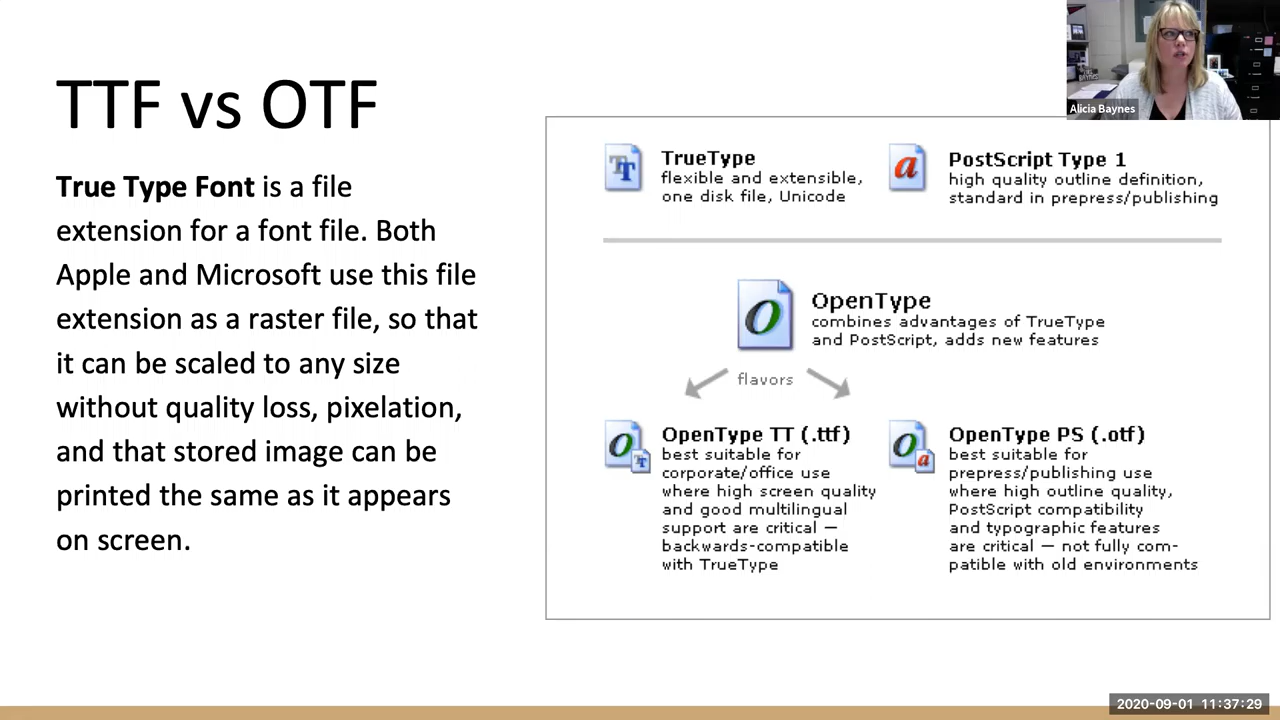 TTF vs OTF
True Type Font is a file
extension for a font file. Both
Apple and Microsoft use this file
extension as a raster file, so that
it can be scaled to any size
without quality loss, pixelation,
and that stored image can be
printed the same as it appears
on screen.
Alicia Baynes
TrueType
flexible and extensible,
one disk file, Unicode
PostScript Type 1
high quality outline definition,
standard in prepress/publishing
OpenType
combines advantages of TrueType
and PostScript, adds new features
flavors
OpenType TT (.ttf)
best suitable for
corporate/office use
where high screen quality
and good multilingual
support are critical —
backwards-compatible
with TrueType
OpenType PS (.otf)
best suitable for
prepress/publishing use
where high outline quality,
PostScript compatibility
and typographic features
are critical — not fully com-
patible with old environments
2020-09-01 11:37:29